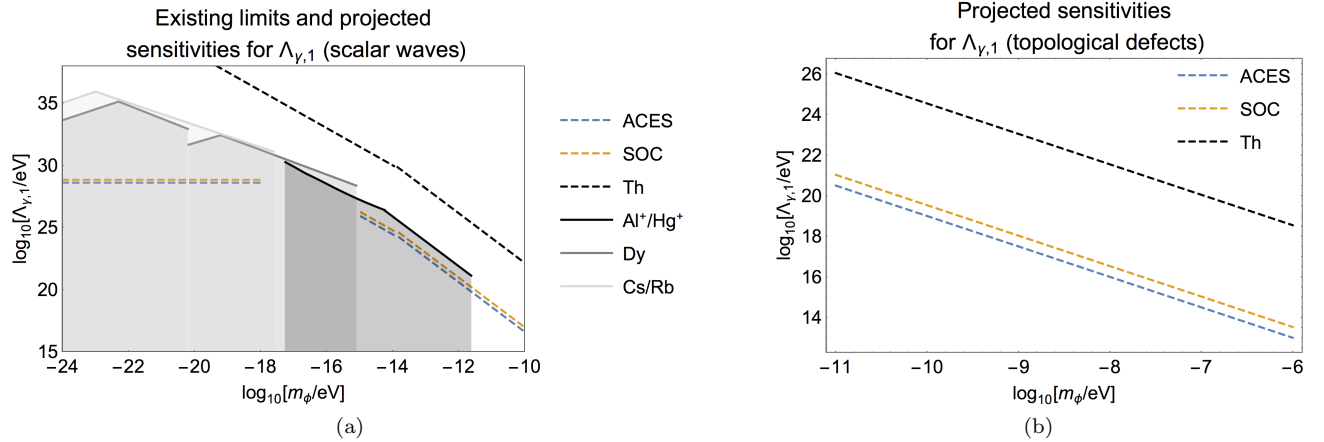 Existing limits and projected
sensitivities for Λγ,1 (scalar waves)
log10[Λγ,1/eV]
35
30
25
20
15
−24
−22
−20
−18
−16
−14
−12
−10
log10[mϕ/eV]
ACES
SOC
Th
Al+/Hg+
Dy
Cs/Rb
(a)
Projected sensitivities
for Λγ,1 (topological defects)
log10[Λγ,1/eV]
26
24
22
20
18
16
14
−11
−10
−9
−8
−7
−6
log10[mϕ/eV]
ACES
SOC
Th
(b)